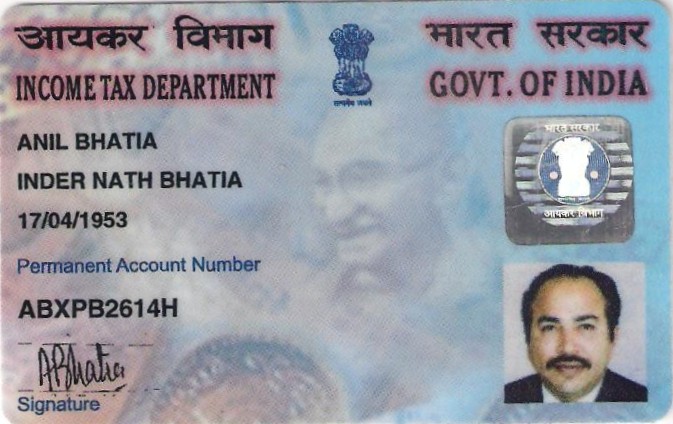 आयकर विभाग
INCOME TAX DEPARTMENT
सत्यमेव जयते
भारत सरकार
GOVT. OF INDIA
ANIL BHATIA
INDER NATH BHATIA
17/04/1953
Permanent Account Number
ABXPB2614H
भारत सरकार
आयकर विभाग
ABhatia
Signature